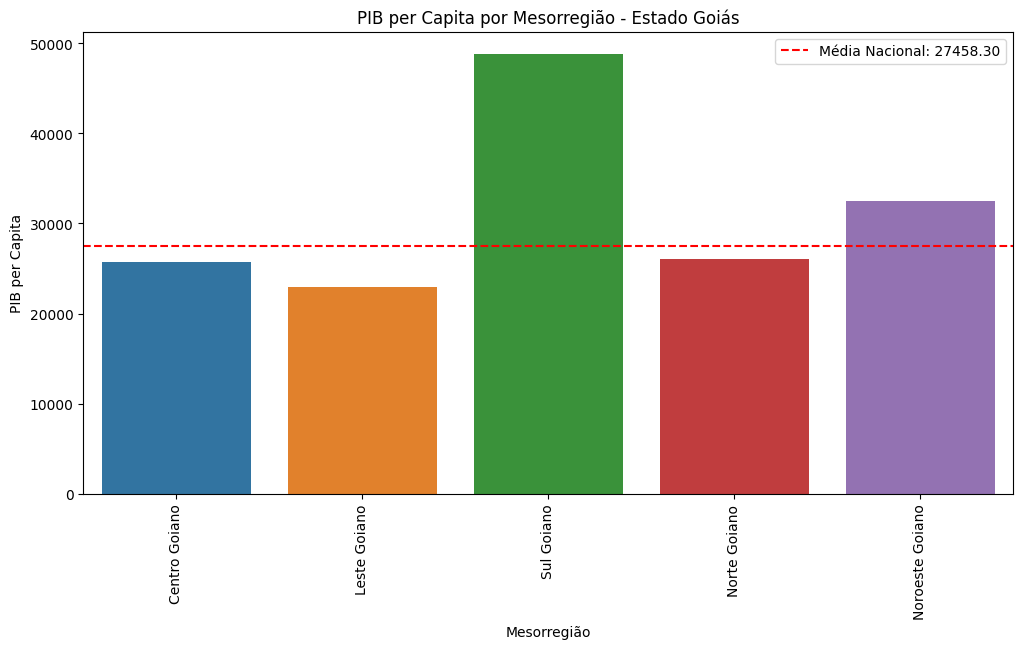 PIB per Capita por Mesorregião - Estado Goiás
Média Nacional: 27458.30
PIB per Capita
50000
40000
30000
20000
10000
0
Centro Goiano
Leste Goiano
Sul Goiano
Norte Goiano
Noroeste Goiano
Mesorregião